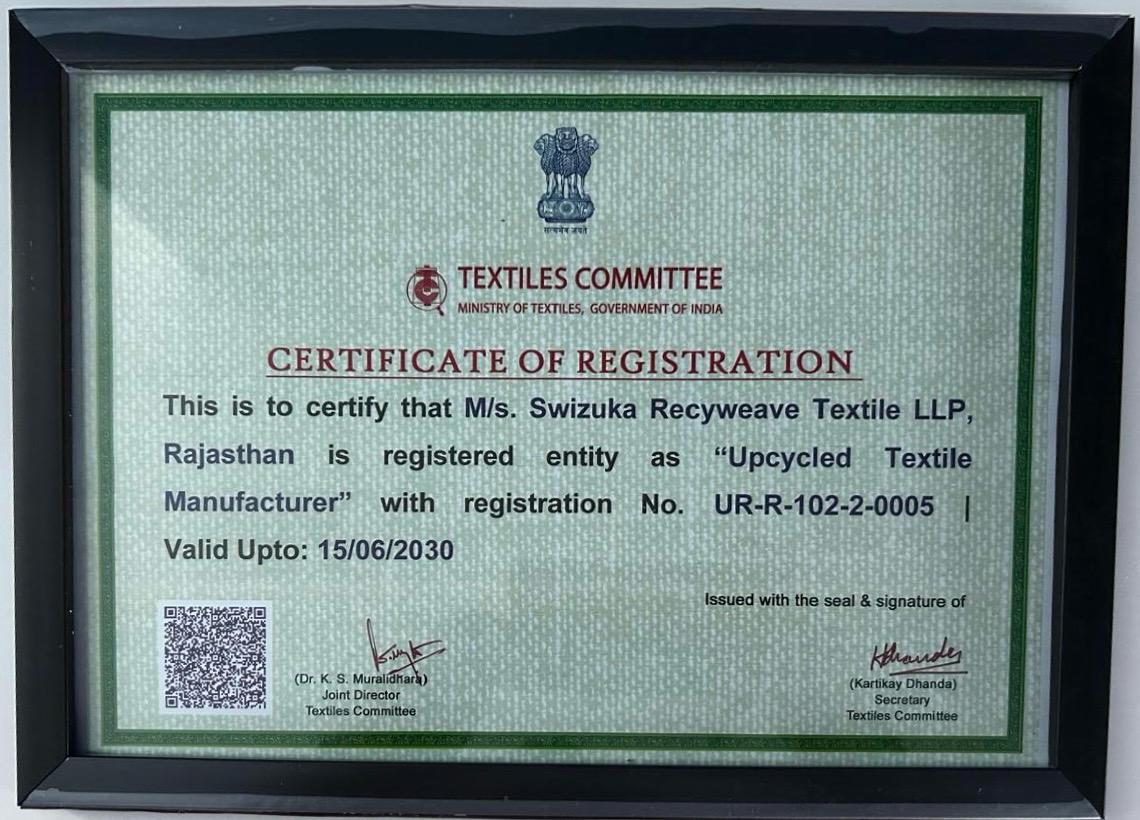 सत्यमेव जयते
TEXTILES COMMITTEE
MINISTRY OF TEXTILES, GOVERNMENT OF INDIA
CERTIFICATE OF REGISTRATION
This is to certify that M/s. Swizuka Recyweave Textile LLP,
Rajasthan is registered entity as “Upcycled Textile
Manufacturer” with registration No. UR-R-102-2-0005 |
Valid Upto: 15/06/2030
Issued with the seal & signature of
(Dr. K. S. Muralidhara)
Joint Director
Textiles Committee
(Kartikay Dhanda)
Secretary
Textiles Committee